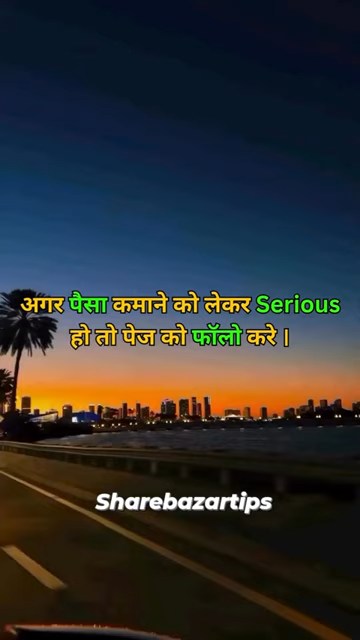 अगर पैसा कमाने को लेकर Serious
हो तो पेज को फॉलो करे।
Sharebazartips